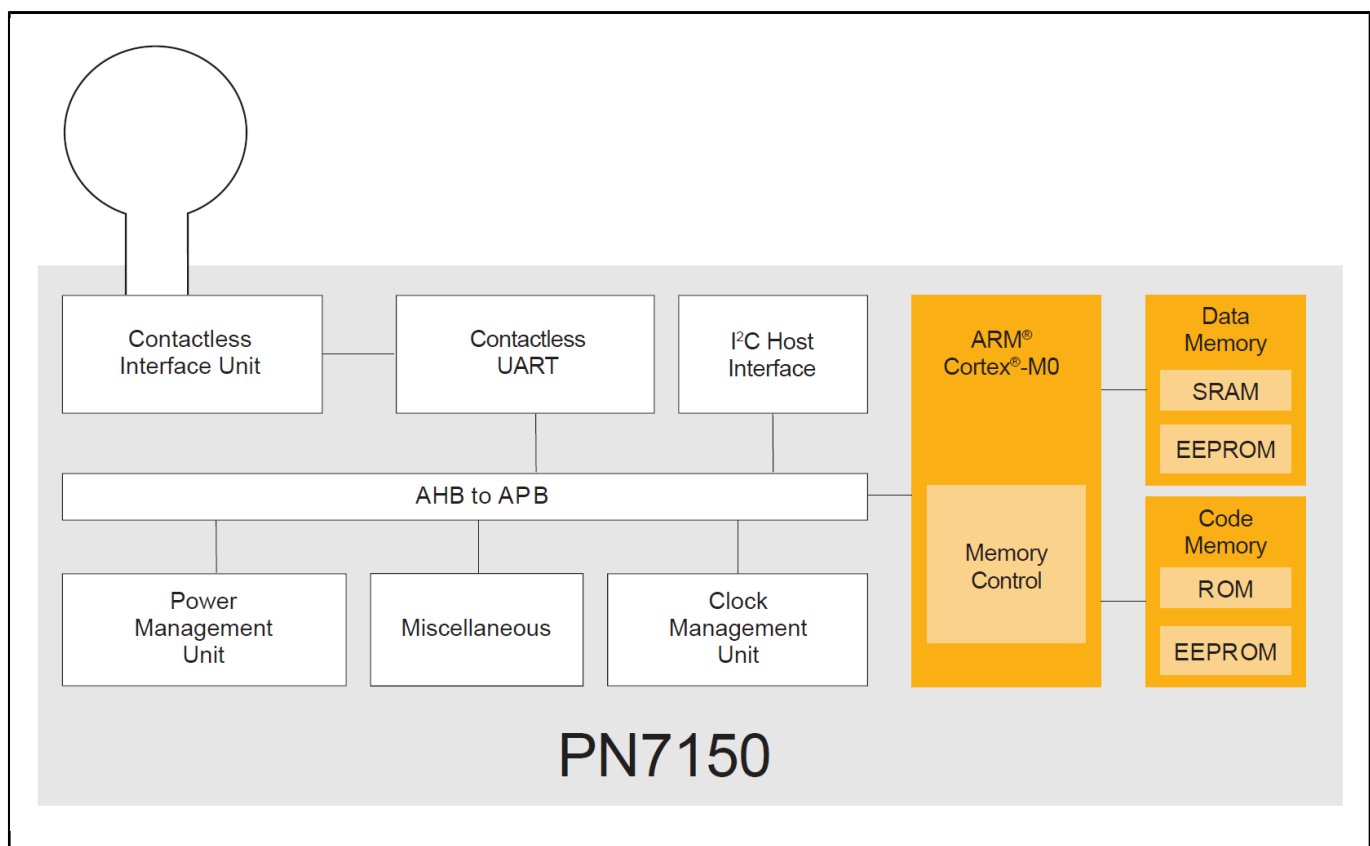 Contactless
Interface Unit
Contactless
UART
I²C Host
Interface
ARM®
Cortex®-M0
Data
Memory
SRAM
EEPROM
AHB to APB
Memory
Control
Code
Memory
ROM
EEPROM
Power
Management
Unit
Miscellaneous
Clock
Management
Unit
PN7150